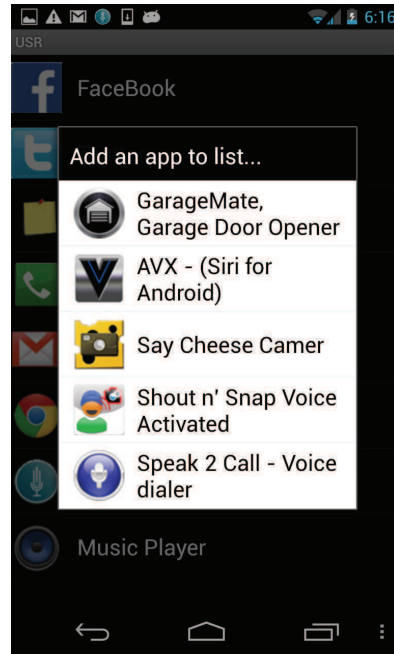 6:16
USR
FaceBook
Add an app to list...
GarageMate,
Garage Door Opener
AVX - (Siri for
Android)
Say Cheese Camer
Shout n' Snap Voice
Activated
Speak 2 Call - Voice
dialer
Music Player